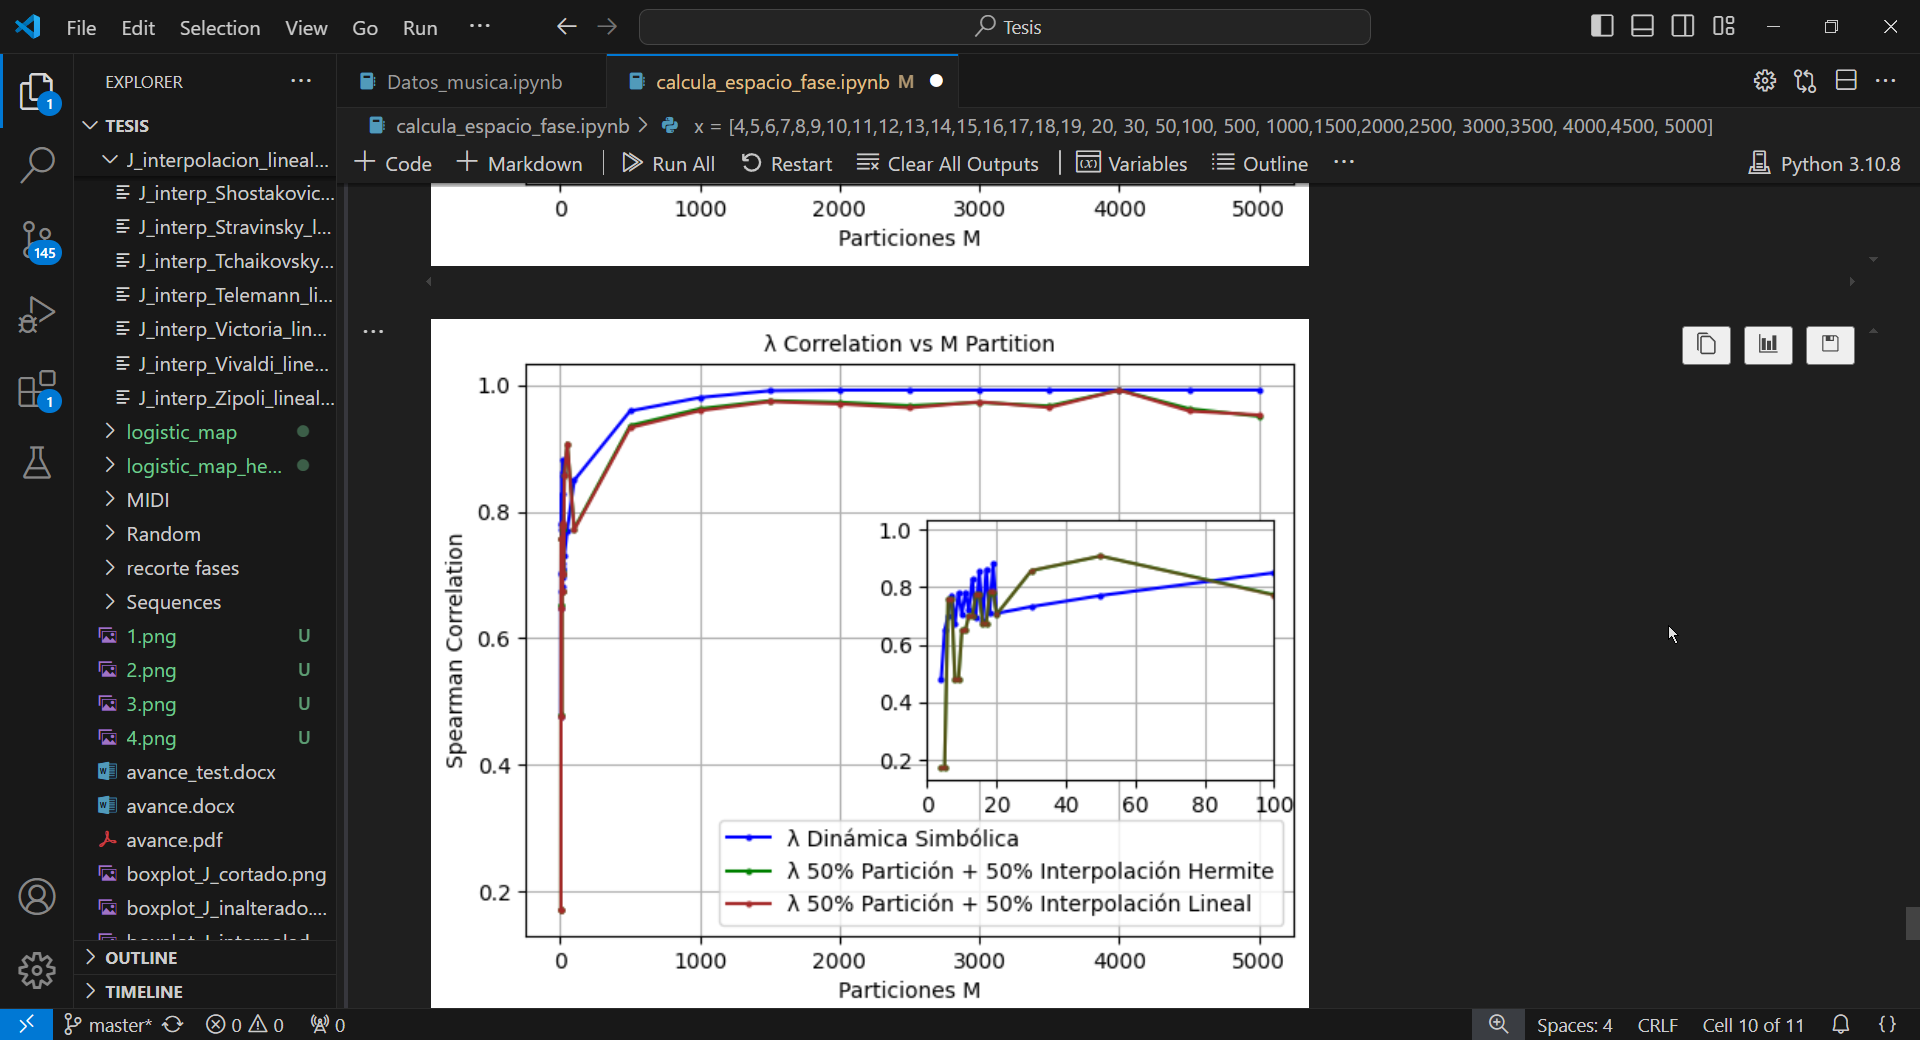 File Edit Selection View Go Run ···
Tesis
EXPLORER ···
Datos_musica.ipynb
calcula_espacio_fase.ipynb M
TESIS
calcula_espacio_fase.ipynb > x = [4,5,6,7,8,9,10,11,12,13,14,15,16,17,18,19, 20, 30, 50,100, 500, 1000,1500,2000,2500, 3000,3500, 4000,4500, 5000]
+ Code + Markdown Run All Restart Clear All Outputs Variables Outline ···
Python 3.10.8
J_interpolacion_lineal...
J_interp_Shostakovic...
J_interp_Stravinsky_l...
J_interp_Tchaikovsky...
J_interp_Telemann_li...
J_interp_Victoria_lin...
J_interp_Vivaldi_line...
J_interp_Zipoli_lineal...
logistic_map
logistic_map_he...
MIDI
Random
recorte fases
Sequences
1.png U
2.png U
3.png U
4.png U
avance_test.docx
avance.docx
avance.pdf
boxplot_J_cortado.png
boxplot_J_inalterado....
OUTLINE
TIMELINE
1
145
1
0 1000 2000 3000 4000 5000
Particiones M
λ Correlation vs M Partition
Spearman Correlation
1.0
0.8
0.6
0.4
0.2
1.0
0.8
0.6
0.4
0.2
0 20 40 60 80 100
λ Dinámica Simbólica
λ 50% Partición + 50% Interpolación Hermite
λ 50% Partición + 50% Interpolación Lineal
0 1000 2000 3000 4000 5000
Particiones M
master* 0 0 0
Spaces: 4 CRLF Cell 10 of 11 {}